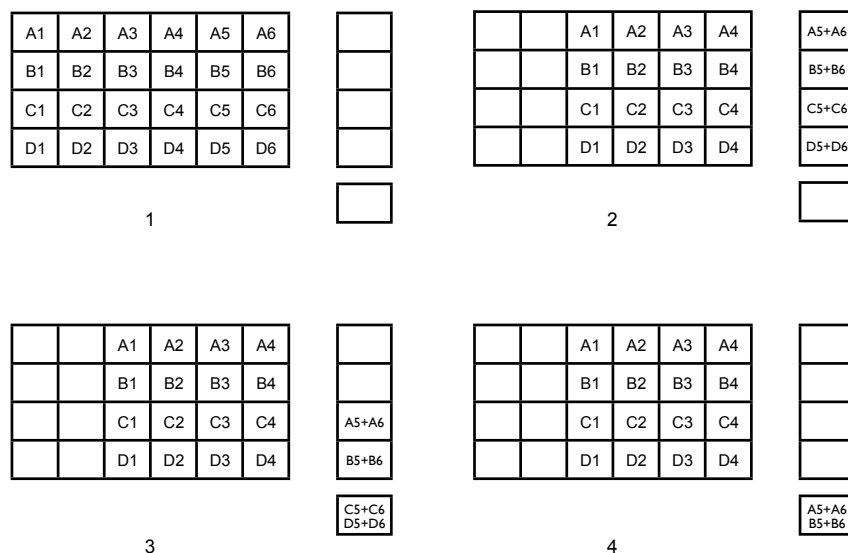 A1 A2 A3 A4 A5 A6
B1 B2 B3 B4 B5 B6
C1 C2 C3 C4 C5 C6
D1 D2 D3 D4 D5 D6
1
A1 A2 A3 A4 A5+A6
B1 B2 B3 B4 B5+B6
C1 C2 C3 C4 C5+C6
D1 D2 D3 D4 D5+D6
2
A1 A2 A3 A4
B1 B2 B3 B4
C1 C2 C3 C4 A5+A6
D1 D2 D3 D4 B5+B6
C5+C6
D5+D6
3
A1 A2 A3 A4
B1 B2 B3 B4
C1 C2 C3 C4
D1 D2 D3 D4
A5+A6
B5+B6
4